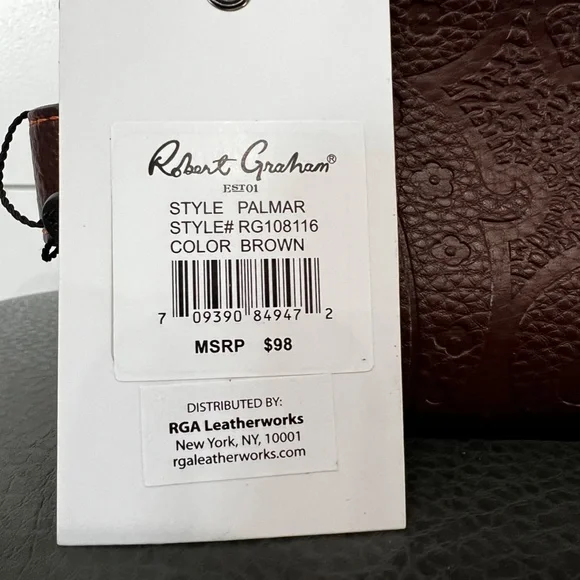 Robert Graham®
EST01
STYLE PALMAR
STYLE# RG108116
COLOR BROWN
7 09390 84947 2
MSRP $98
DISTRIBUTED BY:
RGA Leatherworks
New York, NY, 10001
rgaleatherworks.com